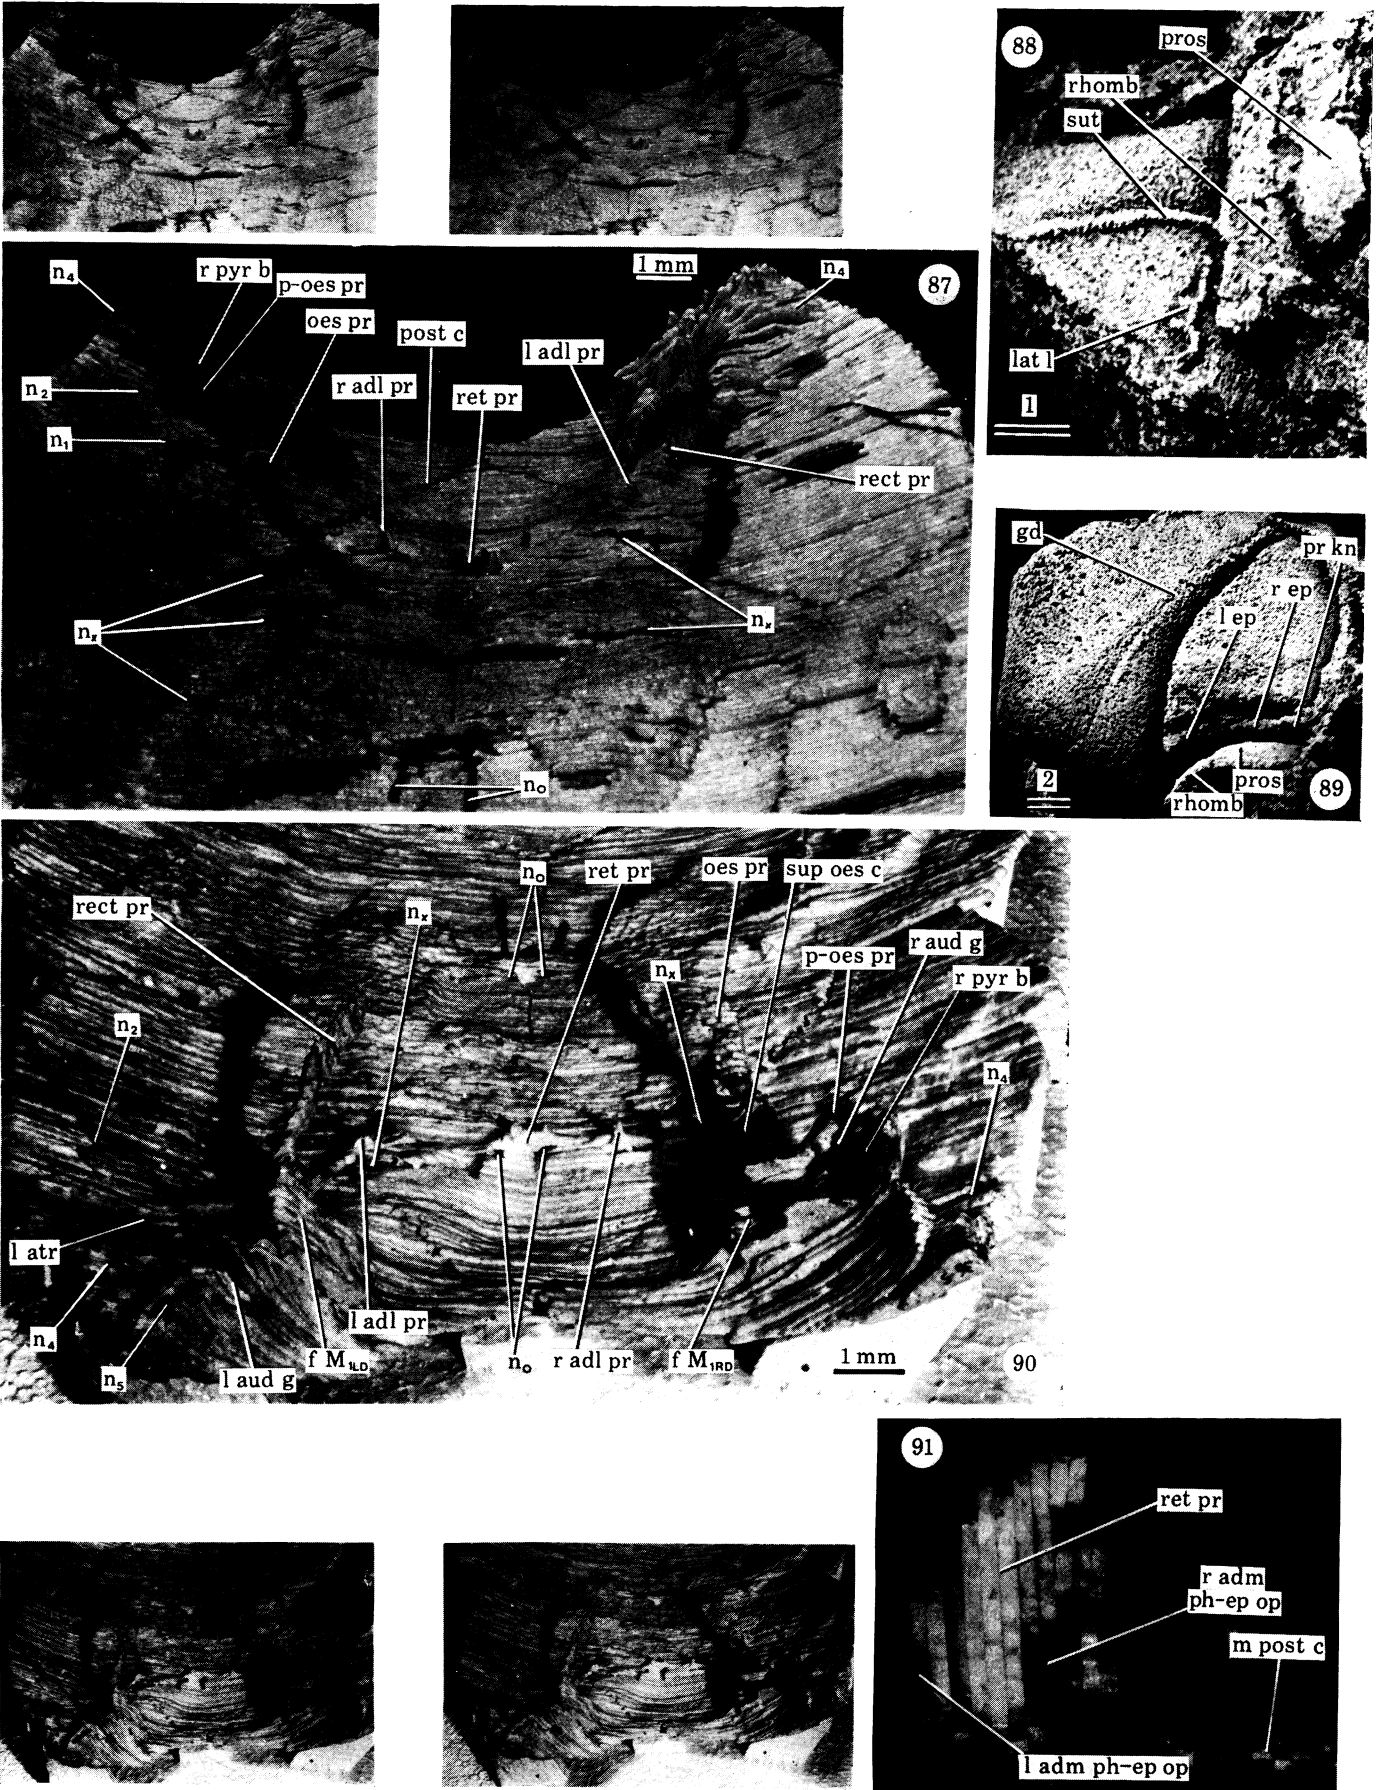 88
pros
rhomb
sut
lat l
1
n₄
r pyr b
p-oes pr
oes pr
post c
1 mm
n₄
87
l adl pr
r adl pr
ret pr
n₂
n₁
rect pr
nₓ
nₓ
n₀
gd
pr kn
r ep
l ep
2
pros
rhomb
89
n₀
ret pr
oes pr
sup oes c
rect pr
nₓ
r aud g
p-oes pr
nₓ
r pyr b
n₂
n₄
l atr
n₄
l adl pr
n₅
l aud g
f M₁LD
n₀
r adl pr
f M₁RD
1 mm
90
91
ret pr
r adm
ph-ep op
m post c
l adm ph-ep op